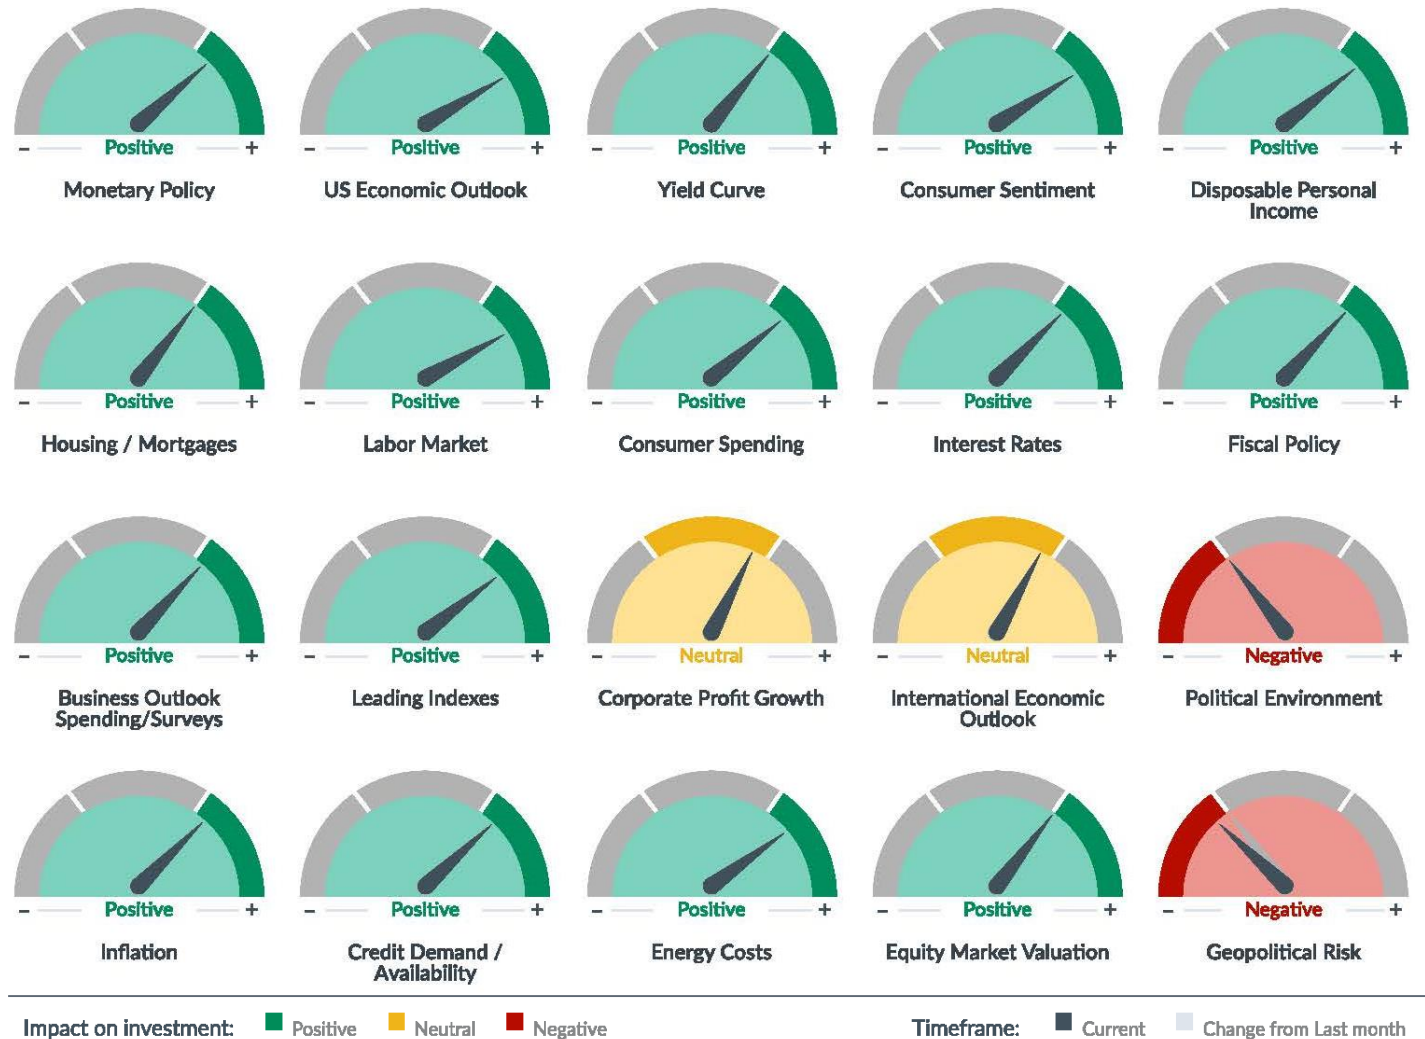 - Positive +
- Positive +
- Positive +
- Positive +
- Positive +
Monetary Policy
US Economic Outlook
Yield Curve
Consumer Sentiment
Disposable Personal
Income
- Positive +
- Positive +
- Positive +
- Positive +
- Positive +
Housing / Mortgages
Labor Market
Consumer Spending
Interest Rates
Fiscal Policy
- Positive +
- Positive +
- Neutral +
- Neutral +
- Negative +
Business Outlook
Spending/Surveys
Leading Indexes
Corporate Profit Growth
International Economic
Outlook
Political Environment
- Positive +
- Positive +
- Positive +
- Positive +
- Negative +
Inflation
Credit Demand /
Availability
Energy Costs
Equity Market Valuation
Geopolitical Risk
Impact on investment: Positive Neutral Negative
Timeframe: Current Change from Last month